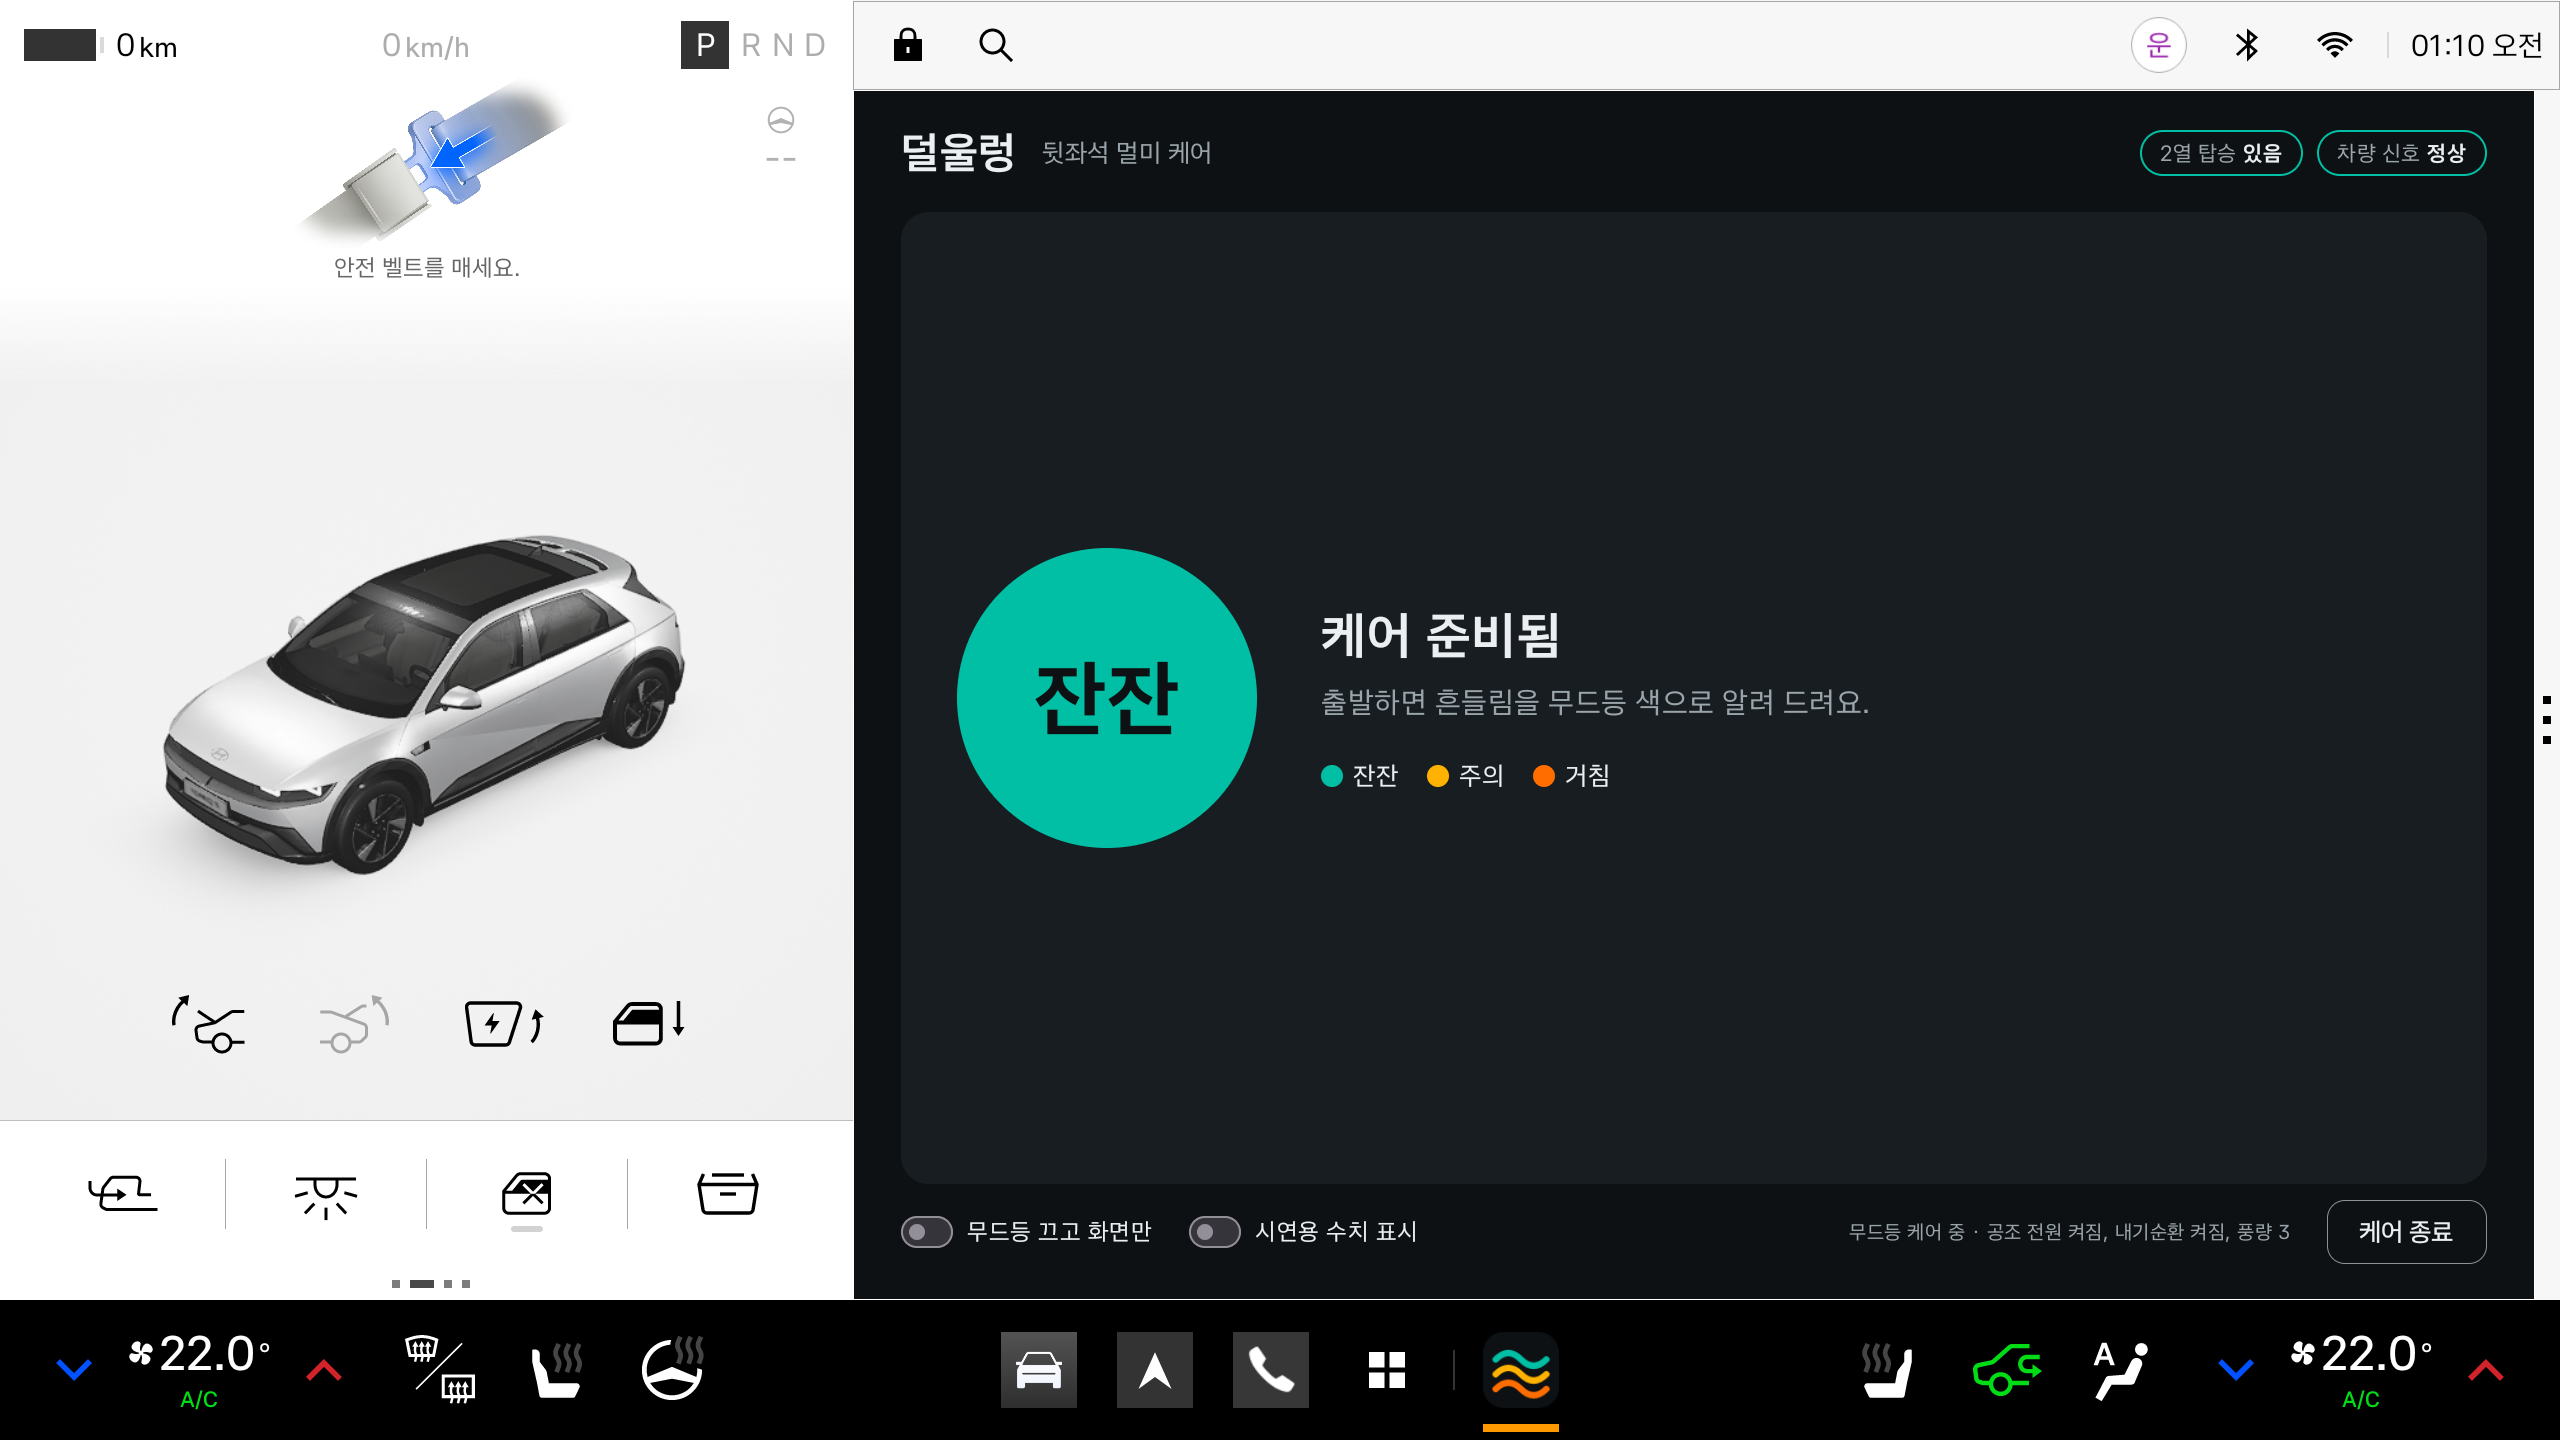 0 km
0 km/h
P R N D
안전 벨트를 매세요.
운
01:10 오전
덜울렁
뒷좌석 멀미 케어
2열 탑승 있음
차량 신호 정상
잔잔
케어 준비됨
출발하면 흔들림을 무드등 색으로 알려 드려요.
잔잔
주의
거침
무드등 끄고 화면만
시연용 수치 표시
무드등 케어 중 · 공조 전원 켜짐, 내기순환 켜짐, 풍량 3
케어 종료
22.0°
A/C
A
22.0°
A/C